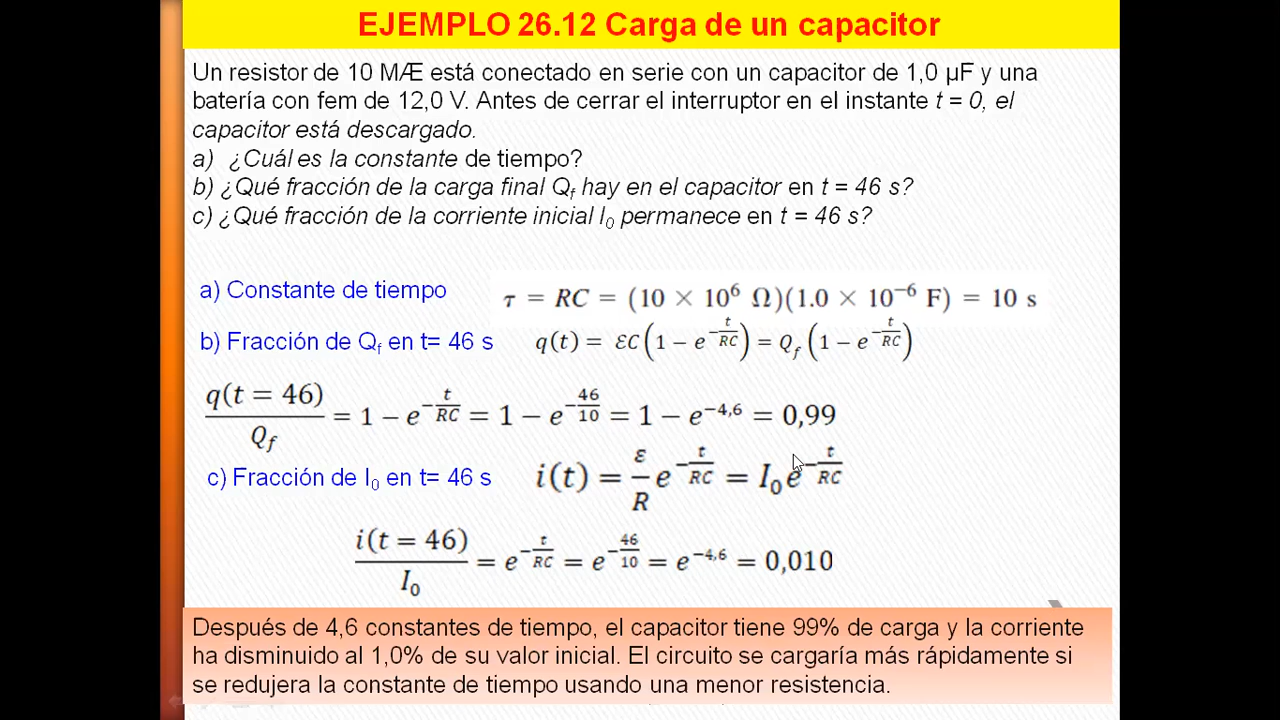 EJEMPLO 26.12 Carga de un capacitor
Un resistor de 10 MÆ está conectado en serie con un capacitor de 1,0 µF y una
batería con fem de 12,0 V. Antes de cerrar el interruptor en el instante t = 0, el
capacitor está descargado.
a) ¿Cuál es la constante de tiempo?
b) ¿Qué fracción de la carga final Qf hay en el capacitor en t = 46 s?
c) ¿Qué fracción de la corriente inicial I0 permanece en t = 46 s?
a) Constante de tiempo τ = RC = (10 × 10⁶ Ω)(1.0 × 10⁻⁶ F) = 10 s
b) Fracción de Qf en t= 46 s q(t) = ℰC(1 − e^(−t/RC)) = Qf (1 − e^(−t/RC))
q(t = 46)/Qf = 1 − e^(−t/RC) = 1 − e^(−46/10) = 1 − e^(−4,6) = 0,99
c) Fracción de I0 en t= 46 s i(t) = ε/R e^(−t/RC) = I0 e^(−t/RC)
i(t = 46)/I0 = e^(−t/RC) = e^(−46/10) = e^(−4,6) = 0,010
Después de 4,6 constantes de tiempo, el capacitor tiene 99% de carga y la corriente
ha disminuido al 1,0% de su valor inicial. El circuito se cargaría más rápidamente si
se redujera la constante de tiempo usando una menor resistencia.